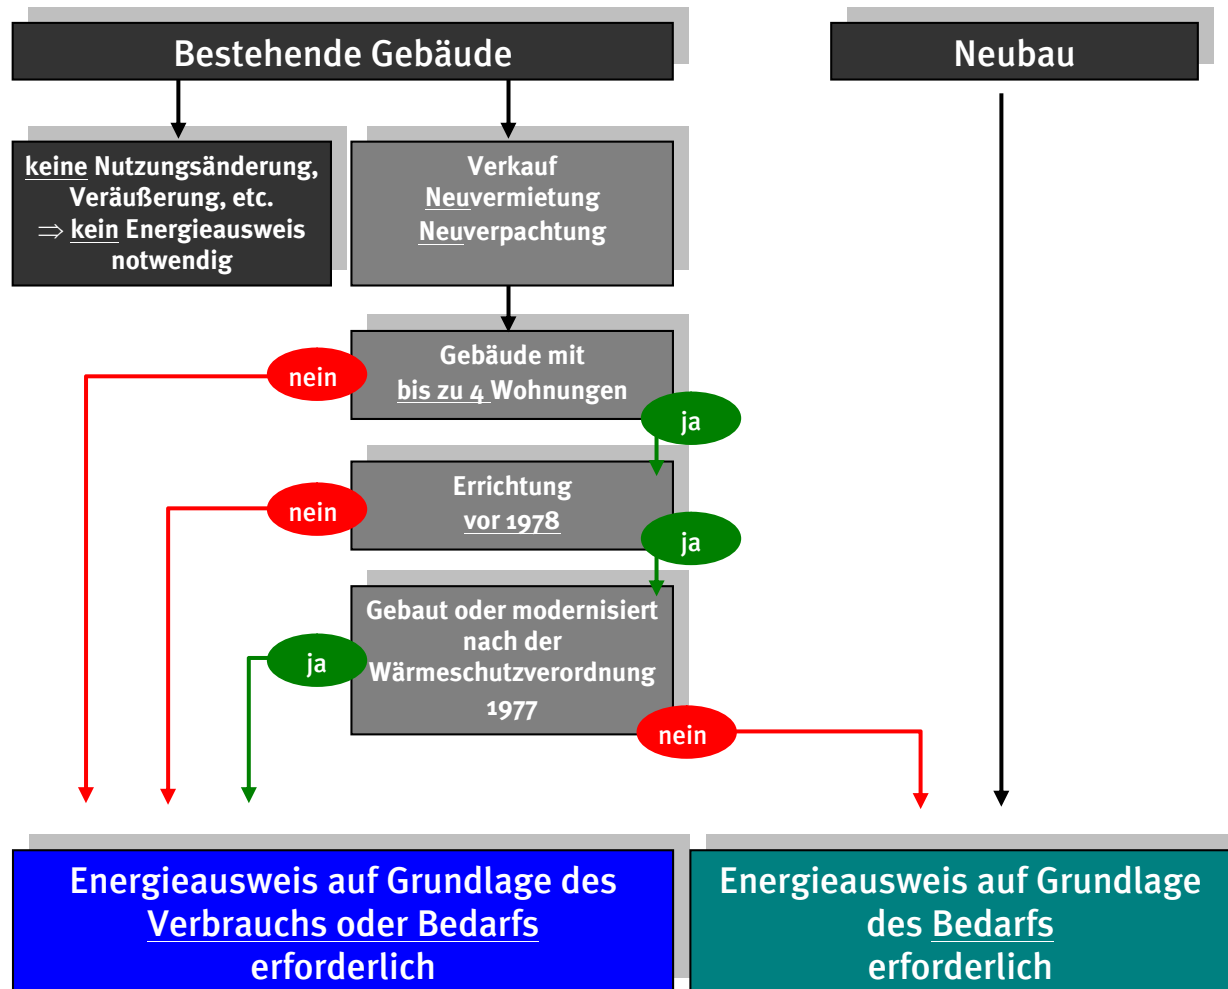 Bestehende Gebäude
Neubau
keine Nutzungsänderung,
Veräußerung, etc.
⇒ kein Energieausweis
notwendig
Verkauf
Neuvermietung
Neuverpachtung
Gebäude mit
bis zu 4 Wohnungen
nein
ja
Errichtung
vor 1978
nein
ja
Gebaut oder modernisiert
nach der
Wärmeschutzverordnung
1977
ja
nein
Energieausweis auf Grundlage des
Verbrauchs oder Bedarfs
erforderlich
Energieausweis auf Grundlage
des Bedarfs
erforderlich